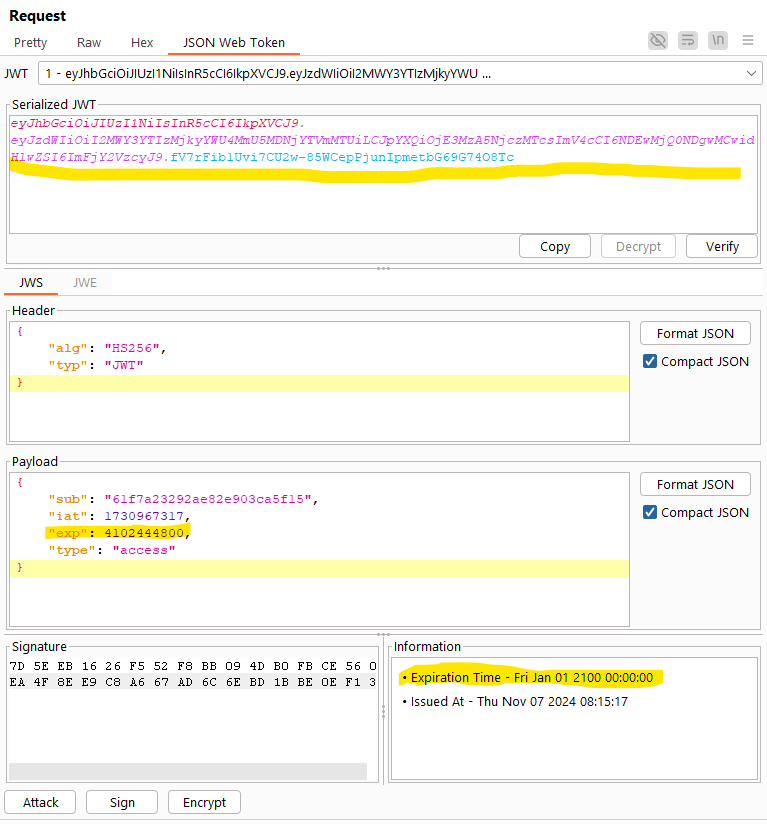 Request
Pretty Raw Hex JSON Web Token \n
JWT 1 - eyJhbGciOiJIUzI1NiIsInR5cCI6IkpXVCJ9.eyJzdWIiOiI2MWY3YTIzMjkyYWU ...
Serialized JWT
eyJhbGciOiJIUzI1NiIsInR5cCI6IkpXVCJ9.
eyJzdWIiOiI2MWY3YTIzMjkyYWU4MmU5MDNjYTVmMTUiLCJpYXQiOjE3MzA5NjczMTcsImV4cCI6NDEwMjQ0NDgwMCwid
HlwZSI6ImFjY2VzcyJ9.fV7rFib1Uvi7CU2w-85WCepPjunIpmetbG69G74O8Tc
Copy Decrypt Verify
JWS JWE
Header
{
"alg": "HS256",
"typ": "JWT"
}
Format JSON
Compact JSON
Payload
{
"sub": "61f7a23292ae82e903ca5f15",
"iat": 1730967317,
"exp": 4102444800,
"type": "access"
}
Format JSON
Compact JSON
Signature
7D 5E EB 16 26 F5 52 F8 BB 09 4D B0 FB CE 56 0
EA 4F 8E E9 C8 A6 67 AD 6C 6E BD 1B BE 0E F1 3
Information
• Expiration Time - Fri Jan 01 2100 00:00:00
• Issued At - Thu Nov 07 2024 08:15:17
Attack Sign Encrypt